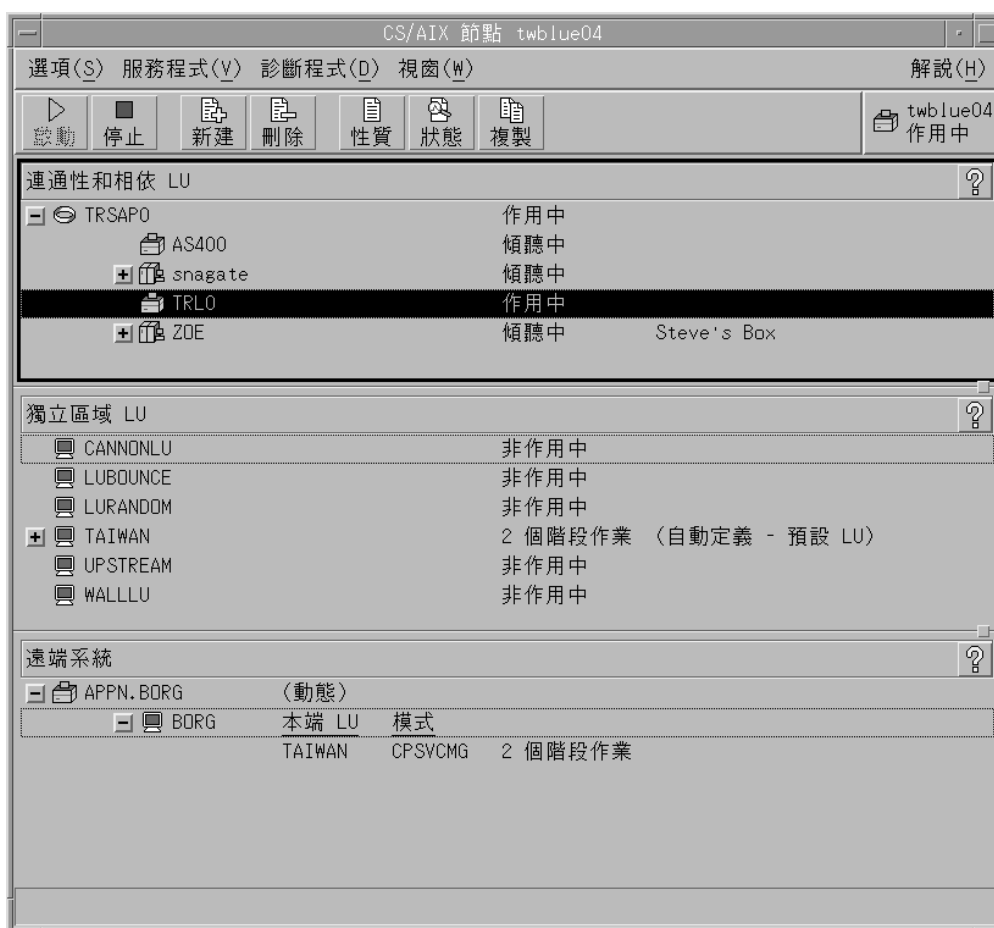 CS/AIX 節點 twblue04
選項(S) 服務程式(V) 診斷程式(D) 視窗(W) 解說(H)
啟動 停止 新建 刪除 性質 狀態 複製 twblue04 作用中
連通性和相依 LU ?
TRSAP0 作用中
AS400 傾聽中
snagate 傾聽中
TRL0 作用中
ZOE 傾聽中 Steve's Box
獨立區域 LU ?
CANNONLU 非作用中
LUBOUNCE 非作用中
LURANDOM 非作用中
TAIWAN 2 個階段作業 (自動定義 - 預設 LU)
UPSTREAM 非作用中
WALLLU 非作用中
遠端系統 ?
APPN.BORG (動態)
BORG 本端 LU 模式
TAIWAN CPSVCMG 2 個階段作業